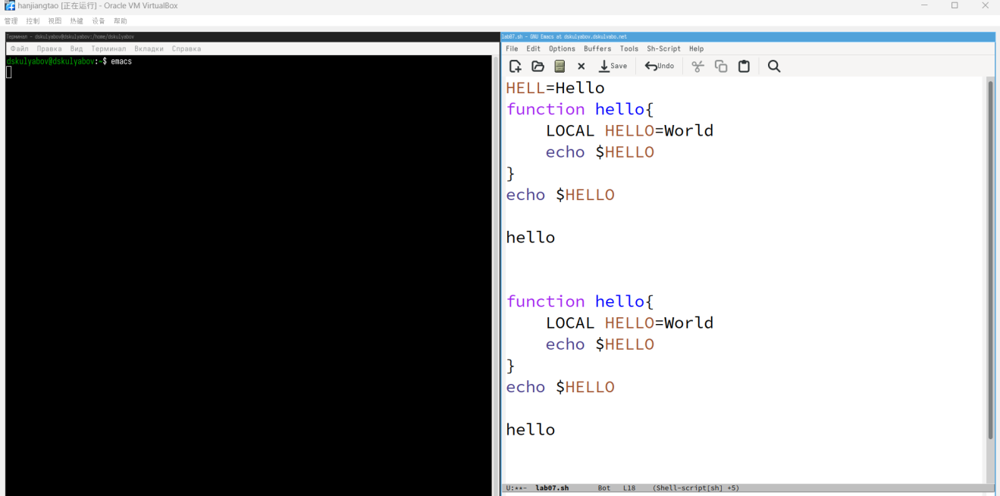 hanjiangtao [正在运行] - Oracle VM VirtualBox
管理 控制 视图 热键 设备 帮助
Терминал - dskulyabov@dskulyabov:/home/dskulyabov
Файл Правка Вид Терминал Вкладки Справка
dskulyabov@dskulyabov:~$ emacs
lab07.sh - GNU Emacs at dskulyabov.dskulyabo.net
File Edit Options Buffers Tools Sh-Script Help
Save Undo
HELL=Hello
function hello{
LOCAL HELLO=World
echo $HELLO
}
echo $HELLO
hello
function hello{
LOCAL HELLO=World
echo $HELLO
}
echo $HELLO
hello
U:**- lab07.sh Bot L18 (Shell-script[sh] +5)